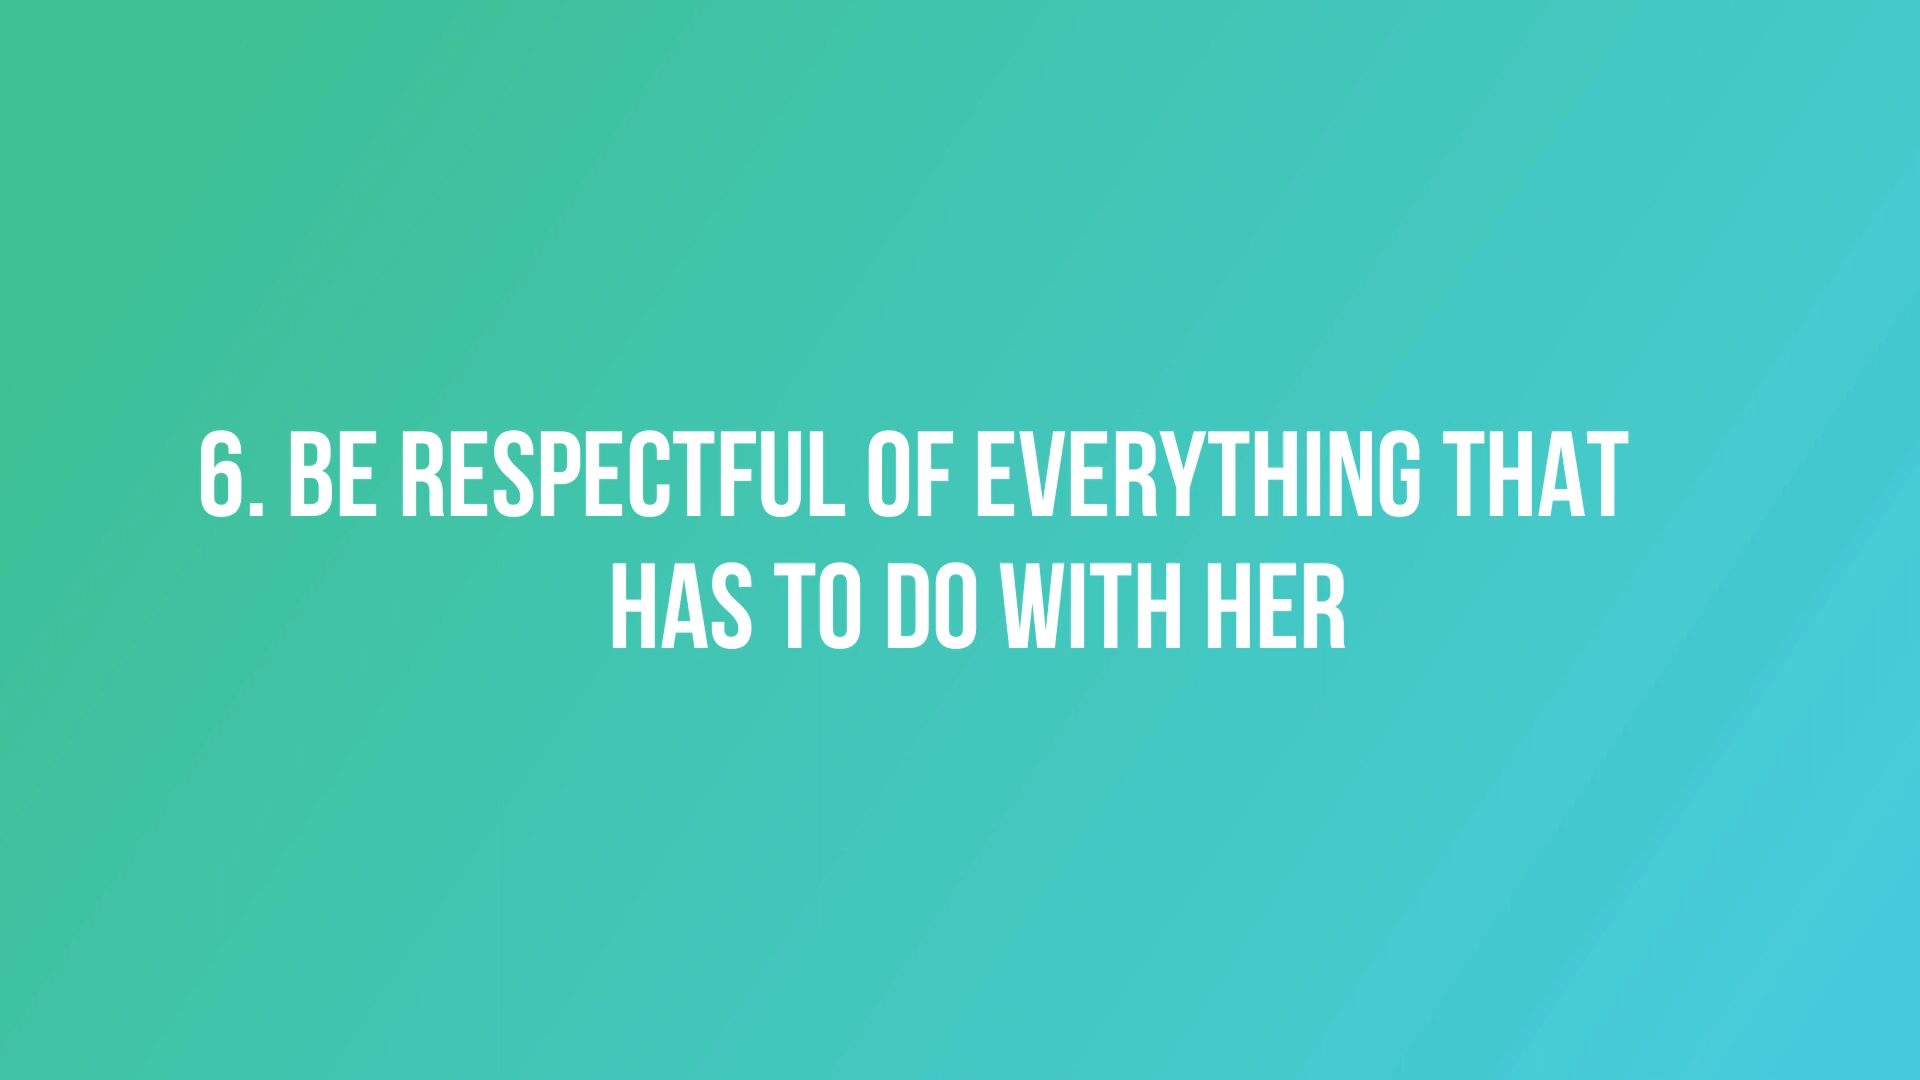 6. BE RESPECTFUL OF EVERYTHING THAT
HAS TO DO WITH HER